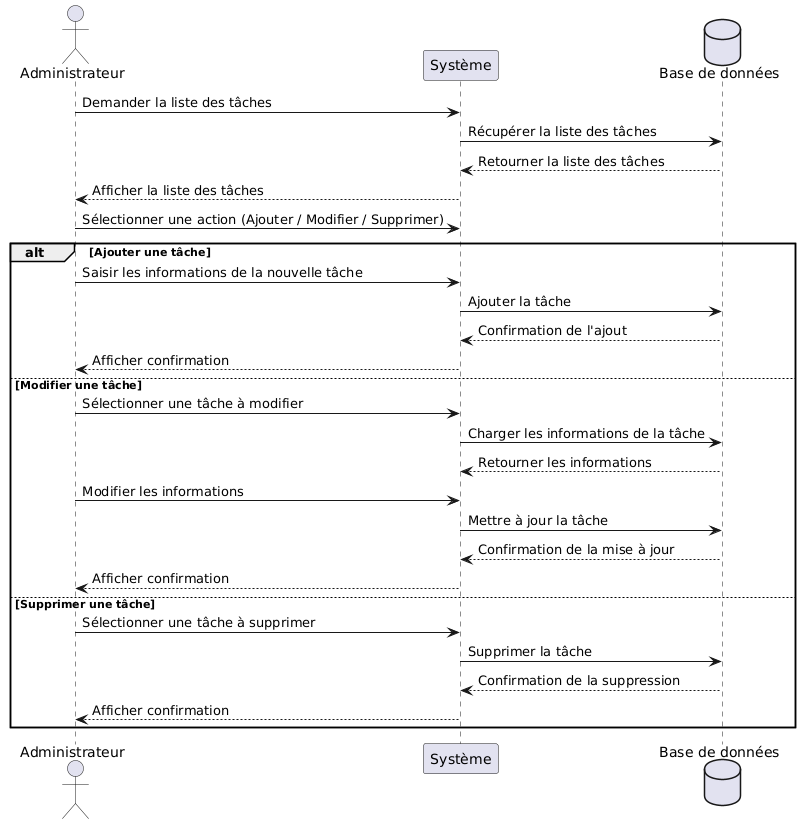 Administrateur
Système
Base de données
Demander la liste des tâches
Récupérer la liste des tâches
Retourner la liste des tâches
Afficher la liste des tâches
Sélectionner une action (Ajouter / Modifier / Supprimer)
alt [Ajouter une tâche]
Saisir les informations de la nouvelle tâche
Ajouter la tâche
Confirmation de l'ajout
Afficher confirmation
[Modifier une tâche]
Sélectionner une tâche à modifier
Charger les informations de la tâche
Retourner les informations
Modifier les informations
Mettre à jour la tâche
Confirmation de la mise à jour
Afficher confirmation
[Supprimer une tâche]
Sélectionner une tâche à supprimer
Supprimer la tâche
Confirmation de la suppression
Afficher confirmation
Administrateur
Système
Base de données